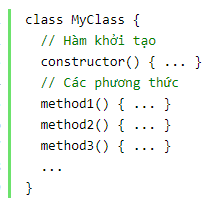 class MyClass {
// Hàm khởi tạo
constructor() { ... }
// Các phương thức
method1() { ... }
method2() { ... }
method3() { ... }
...
}